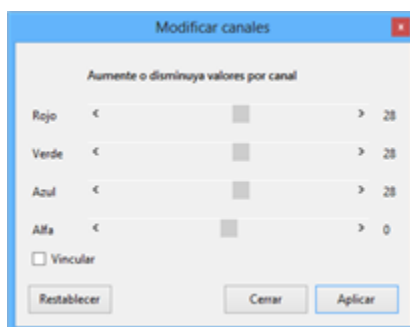 Modificar canales
Aumente o disminuya valores por canal
Rojo < > 28
Verde < > 28
Azul < > 28
Alfa < > 0
Vincular
Restablecer Cerrar Aplicar